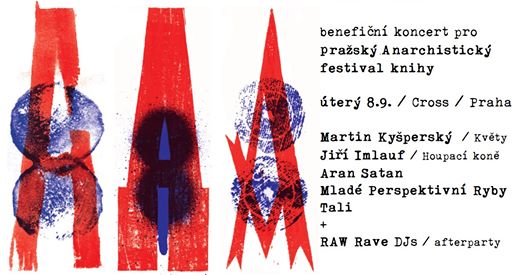 benefiční koncert pro
pražský Anarchistický
festival knihy
úterý 8.9. / Cross / Praha
Martin Kyšperský / Květy
Jiří Imlauf / Houpací koně
Aran Satan
Mladé Perspektivní Ryby
Tali
+
RAW Rave DJs / afterparty